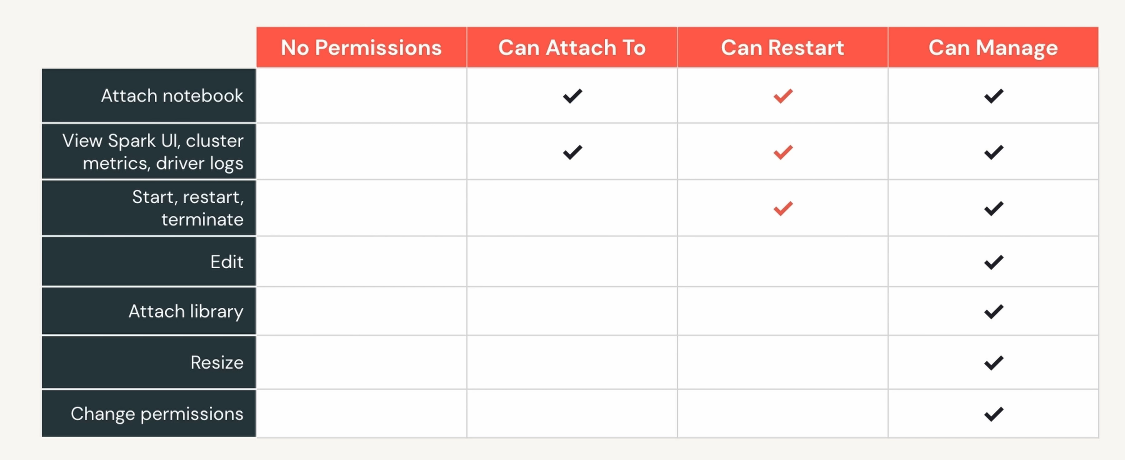 No Permissions Can Attach To Can Restart Can Manage
Attach notebook
View Spark UI, cluster
metrics, driver logs
Start, restart,
terminate
Edit
Attach library
Resize
Change permissions